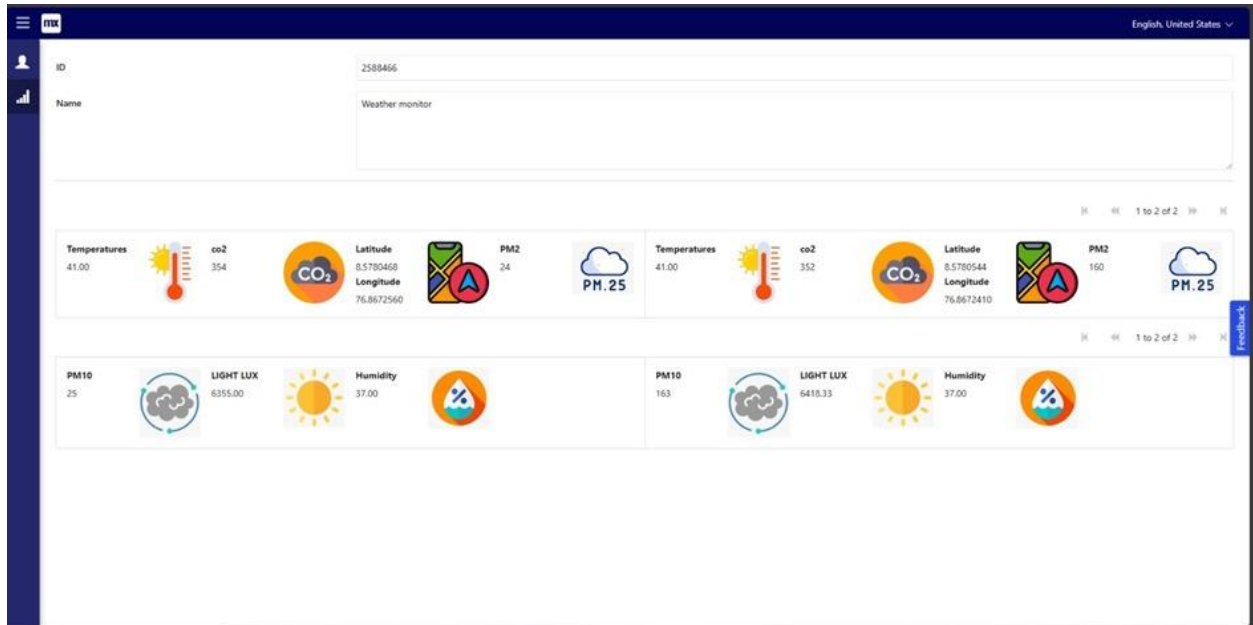 mx English, United States
ID 2588466
Name Weather monitor
1 to 2 of 2
Temperatures co2 Latitude PM2 Temperatures co2 Latitude PM2
41.00 354 8.5780468 24 41.00 352 8.5780544 160
Longitude Longitude
76.8672560 76.8672410
CO2 PM.25 CO2 PM.25
Feedback
1 to 2 of 2
PM10 LIGHT LUX Humidity PM10 LIGHT LUX Humidity
25 6355.00 37.00 163 6418.33 37.00
% %